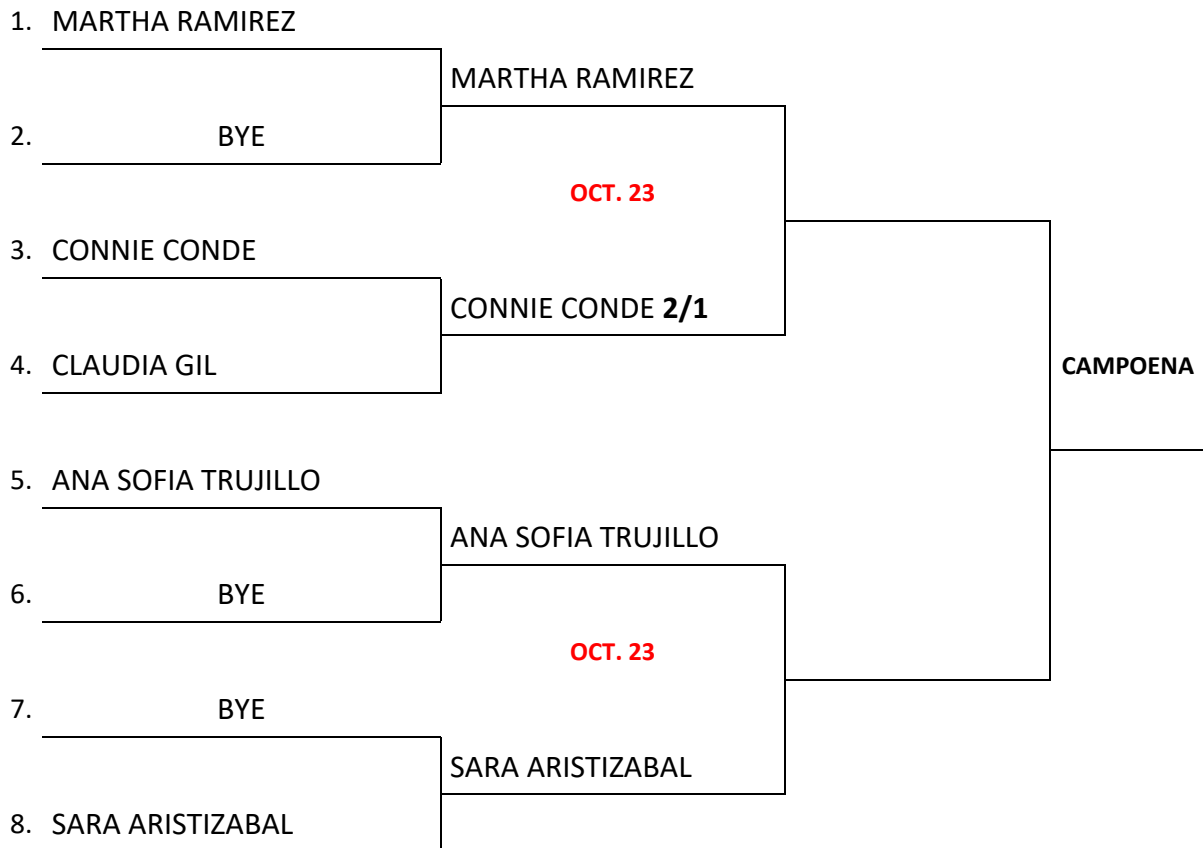 1. MARTHA RAMIREZ
MARTHA RAMIREZ
2. BYE
OCT. 23
3. CONNIE CONDE
CONNIE CONDE 2/1
4. CLAUDIA GIL
CAMPOENA
5. ANA SOFIA TRUJILLO
ANA SOFIA TRUJILLO
6. BYE
OCT. 23
7. BYE
SARA ARISTIZABAL
8. SARA ARISTIZABAL